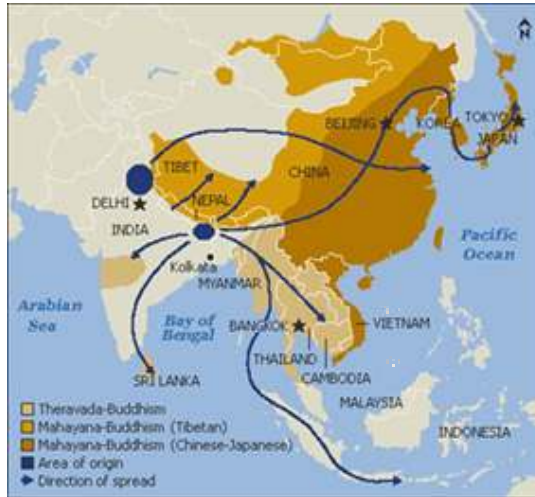 N
BEIJING
KOREA
TOKYO
JAPAN
TIBET
CHINA
NEPAL
DELHI
INDIA
Kolkata
MYANMAR
Pacific
Ocean
Arabian
Sea
Bay of
Bengal
BANGKOK
VIETNAM
THAILAND
CAMBODIA
SRI LANKA
MALAYSIA
INDONESIA
Theravada-Buddhism
Mahayana-Buddhism (Tibetan)
Mahayana-Buddhism (Chinese-Japanese)
Area of origin
Direction of spread